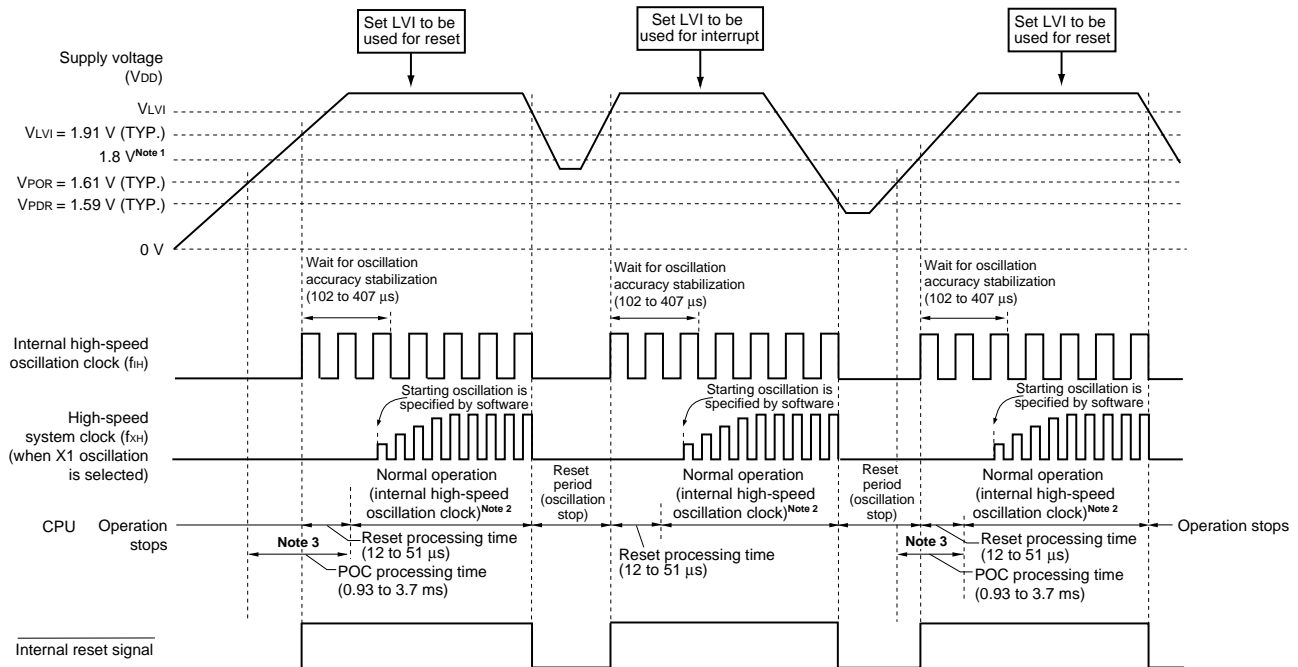 Set LVI to be
used for reset
Set LVI to be
used for interrupt
Set LVI to be
used for reset
Supply voltage
(VDD)
VLVI
VLVI = 1.91 V (TYP.)
1.8 V Note 1
VPOR = 1.61 V (TYP.)
VPDR = 1.59 V (TYP.)
0 V
Wait for oscillation
accuracy stabilization
(102 to 407 μs)
Wait for oscillation
accuracy stabilization
(102 to 407 μs)
Wait for oscillation
accuracy stabilization
(102 to 407 μs)
Internal high-speed
oscillation clock (fIH)
Starting oscillation is
specified by software
Starting oscillation is
specified by software
Starting oscillation is
specified by software
High-speed
system clock (fXH)
(when X1 oscillation
is selected)
Normal operation
(internal high-speed
oscillation clock) Note 2
Reset
period
(oscillation
stop)
Normal operation
(internal high-speed
oscillation clock) Note 2
Reset
period
(oscillation
stop)
Normal operation
(internal high-speed
oscillation clock) Note 2
CPU
Operation
stops
Operation stops
Note 3
Reset processing time
(12 to 51 μs)
POC processing time
(0.93 to 3.7 ms)
Reset processing time
(12 to 51 μs)
Note 3
Reset processing time
(12 to 51 μs)
POC processing time
(0.93 to 3.7 ms)
Internal reset signal